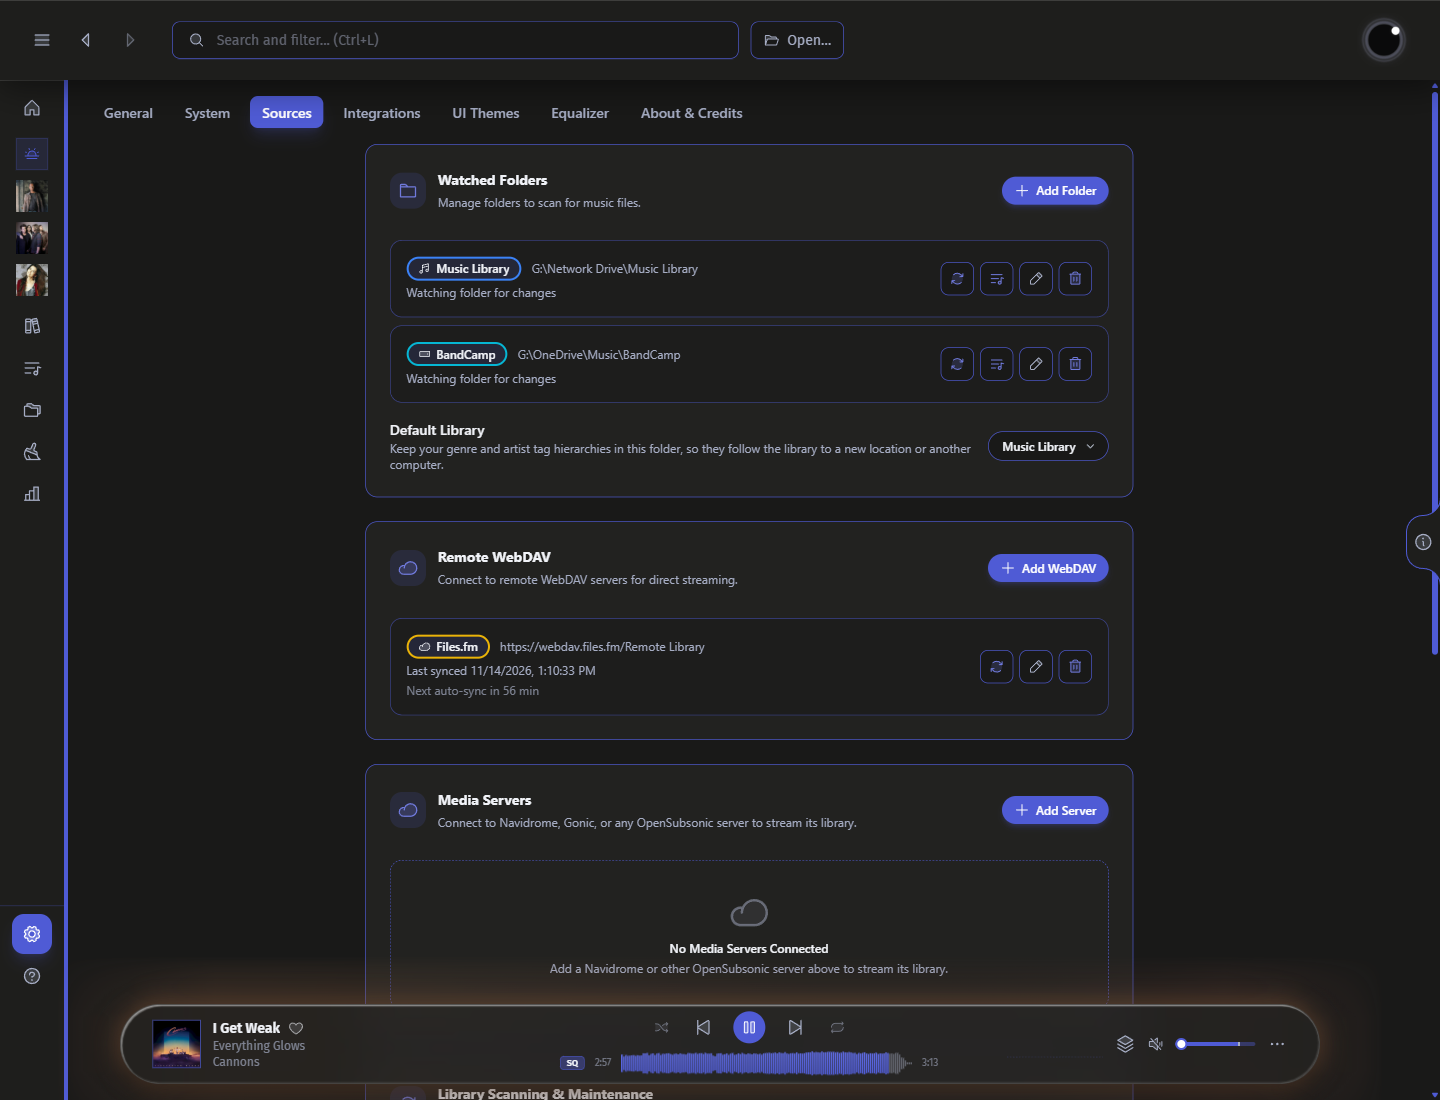 Search and filter... (Ctrl+L)
Open...
General
System
Sources
Integrations
UI Themes
Equalizer
About & Credits
Watched Folders
Manage folders to scan for music files.
Add Folder
Music Library
G:\Network Drive\Music Library
Watching folder for changes
BandCamp
G:\OneDrive\Music\BandCamp
Watching folder for changes
Default Library
Keep your genre and artist tag hierarchies in this folder, so they follow the library to a new location or another
computer.
Music Library
Remote WebDAV
Connect to remote WebDAV servers for direct streaming.
Add WebDAV
Files.fm
https://webdav.files.fm/Remote Library
Last synced 11/14/2026, 1:10:33 PM
Next auto-sync in 56 min
Media Servers
Connect to Navidrome, Gonic, or any OpenSubsonic server to stream its library.
Add Server
No Media Servers Connected
Add a Navidrome or other OpenSubsonic server above to stream its library.
I Get Weak
Everything Glows
Cannons
SQ
2:57
3:13
Library Scanning & Maintenance